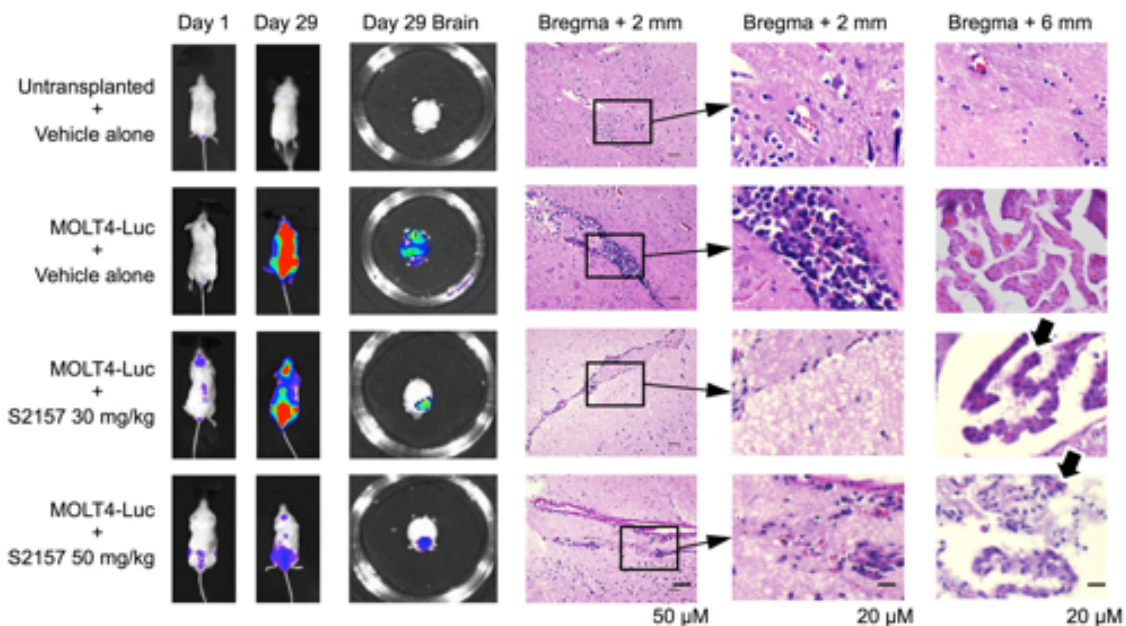 Day 1 Day 29 Day 29 Brain Bregma + 2 mm Bregma + 2 mm Bregma + 6 mm
Untransplanted
+
Vehicle alone
MOLT4-Luc
+
Vehicle alone
MOLT4-Luc
+
S2157 30 mg/kg
MOLT4-Luc
+
S2157 50 mg/kg
50 µM 20 µM 20 µM